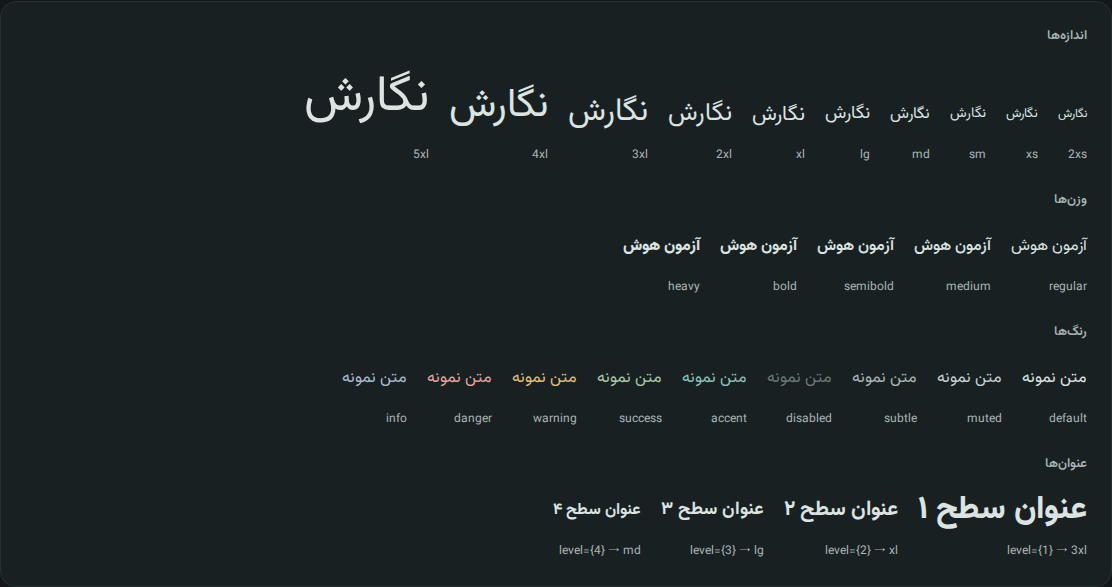 اندازه‌ها
نگارش نگارش نگارش نگارش نگارش نگارش نگارش نگارش نگارش نگارش
2xs xs sm md lg xl 2xl 3xl 4xl 5xl
وزن‌ها
آزمون هوش آزمون هوش آزمون هوش آزمون هوش آزمون هوش
regular medium semibold bold heavy
رنگ‌ها
متن نمونه متن نمونه متن نمونه متن نمونه متن نمونه متن نمونه متن نمونه متن نمونه متن نمونه
default muted subtle disabled accent success warning danger info
عنوان‌ها
عنوان سطح ۱ عنوان سطح ۲ عنوان سطح ۳ عنوان سطح ۴
level={1} → 3xl level={2} → xl level={3} → lg level={4} → md